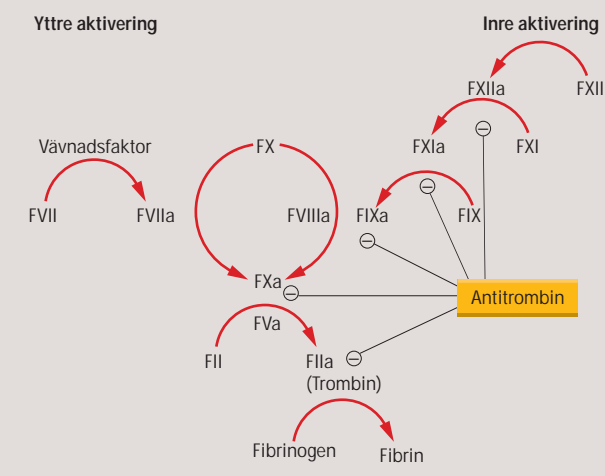 Yttre aktivering
Inre aktivering
FXIIa
FXII
Vävnadsfaktor
FX
FXIa
FXI
FVII
FVIIa
FVIIIa
FIXa
FIX
FXa
Antitrombin
FVa
FII
FIIa
(Trombin)
Fibrinogen
Fibrin